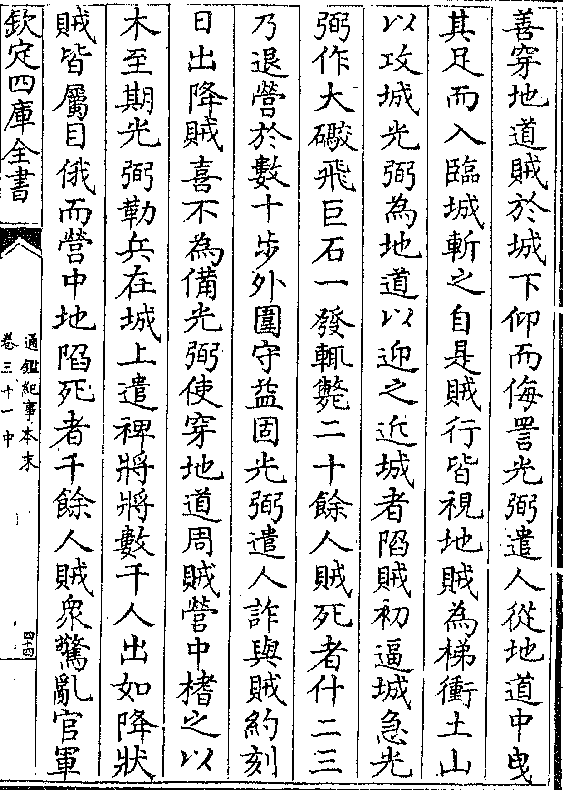 善穿地道賊於城下仰而侮詈光弼遣人從地道中曳
其足而入臨城斬之自是賊行皆視地賊為梯衝土山
以攻城光弼為地道以迎之近城者陷賊初逼城急光
弼作大礟飛巨石一發輒斃二十餘人賊死者什二三
乃退營於數十步外圍守益固光弼遣人詐與賊約刻
日出降賊喜不為備光弼使穿地道周賊營中榰之以
木至期光弼勒兵在城上遣裨將將數千人出如降狀
賊皆屬目俄而營中地陷死者千餘人賊衆驚亂官軍
欽定四庫全書
通鑑紀事本末
卷三十一中
四十四